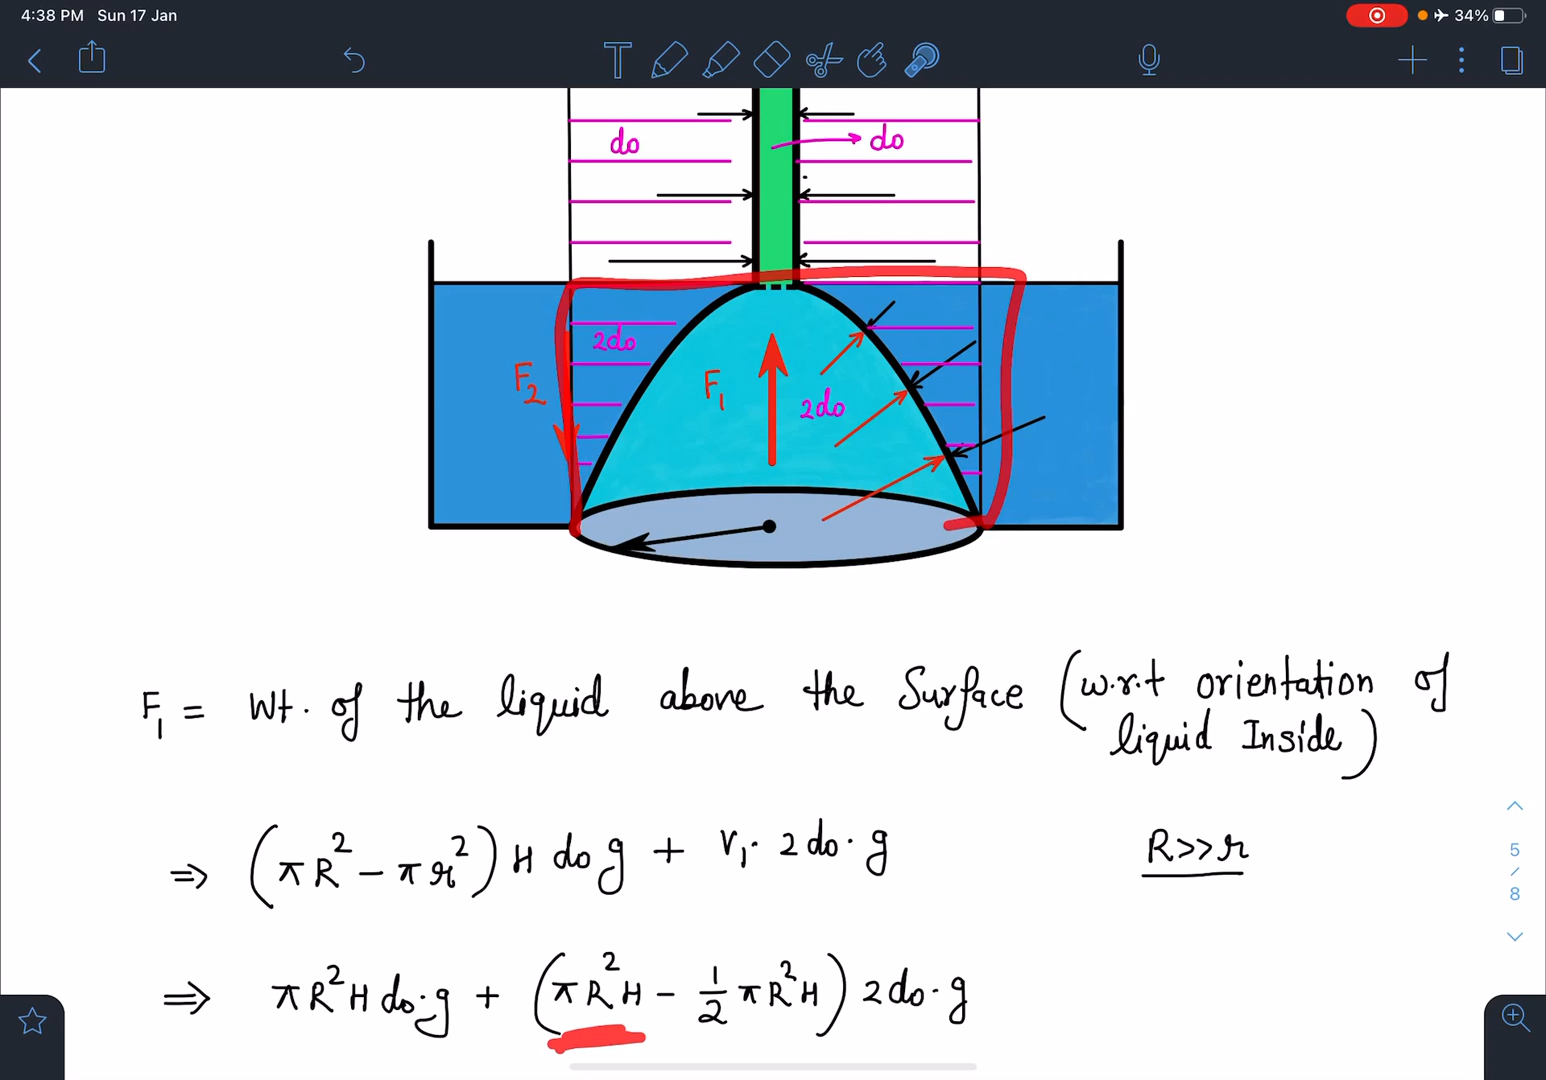 4:38 PM Sun 17 Jan 34%
T
do do
2do
F₂ F₁ 2do
F₁ = Wt. of the liquid above the Surface (w.r.t orientation of
liquid Inside)
⇒ (πR² − πr²) H do g + V₁. 2do. g R>>r
⇒ πR²H do.g + (πR²H − 1/2 πR²H) 2do.g
5
/
8